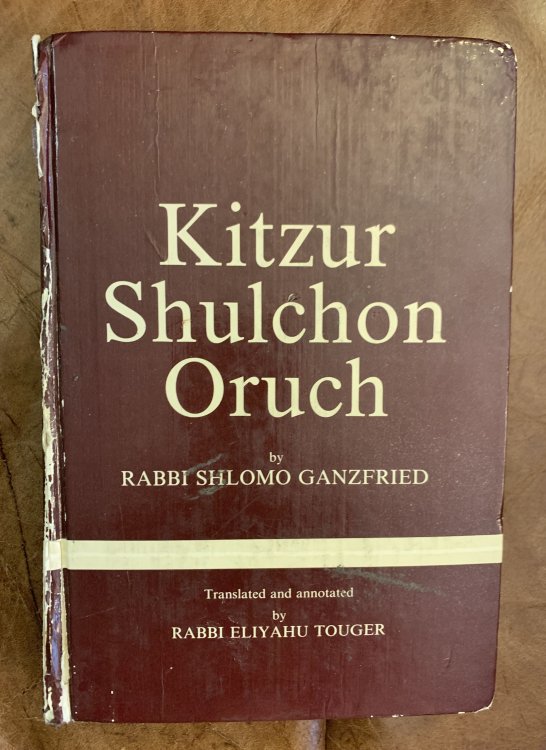 Kitzur
Shulchon
Oruch
by
RABBI SHLOMO GANZFRIED
Translated and annotated
by
RABBI ELIYAHU TOUGER